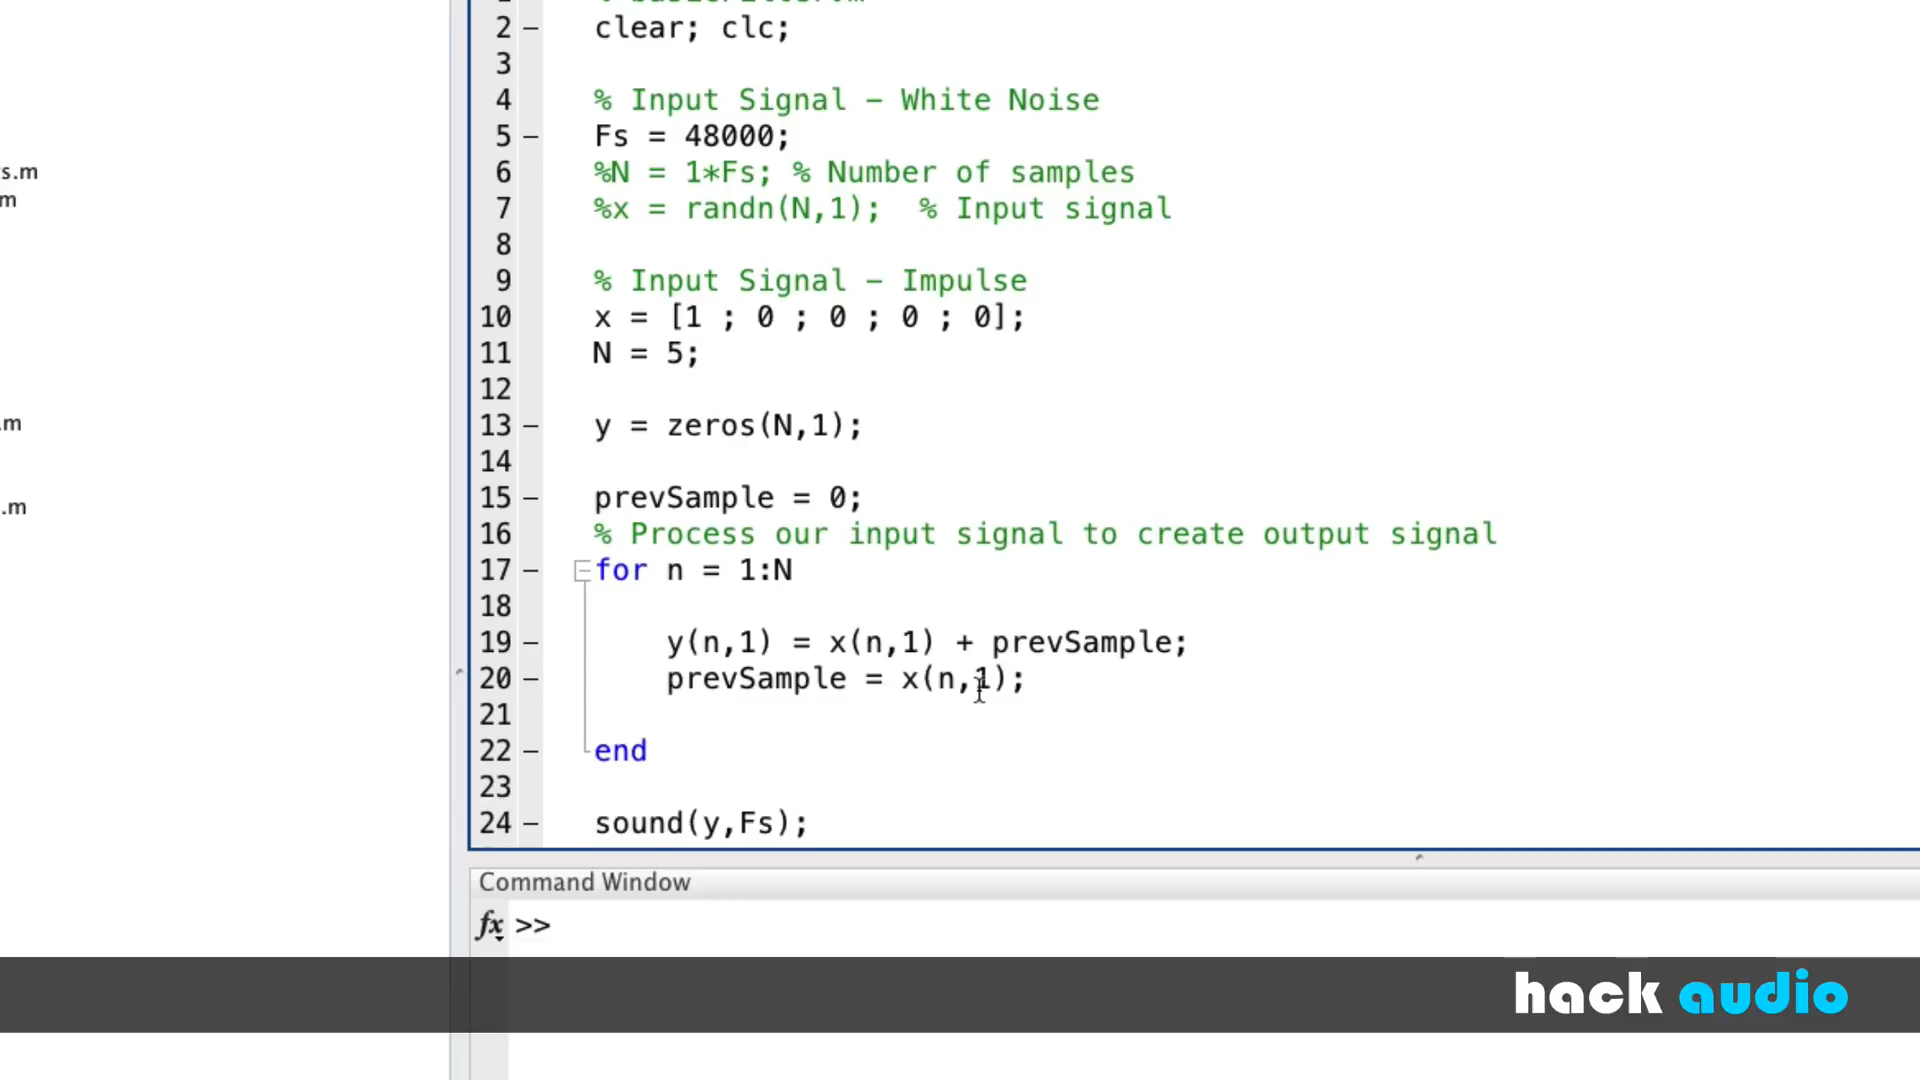 1
2 – clear; clc;
3
4 % Input Signal – White Noise
5 – Fs = 48000;
6 %N = 1*Fs; % Number of samples
7 %x = randn(N,1); % Input signal
8
9 % Input Signal – Impulse
10 x = [1 ; 0 ; 0 ; 0 ; 0];
11 N = 5;
12
13 – y = zeros(N,1);
14
15 – prevSample = 0;
16 % Process our input signal to create output signal
17 – for n = 1:N
18
19 – y(n,1) = x(n,1) + prevSample;
20 – prevSample = x(n,1);
21
22 – end
23
24 – sound(y,Fs);
s.m
m
.m
.m
Command Window
fx >>
hack audio